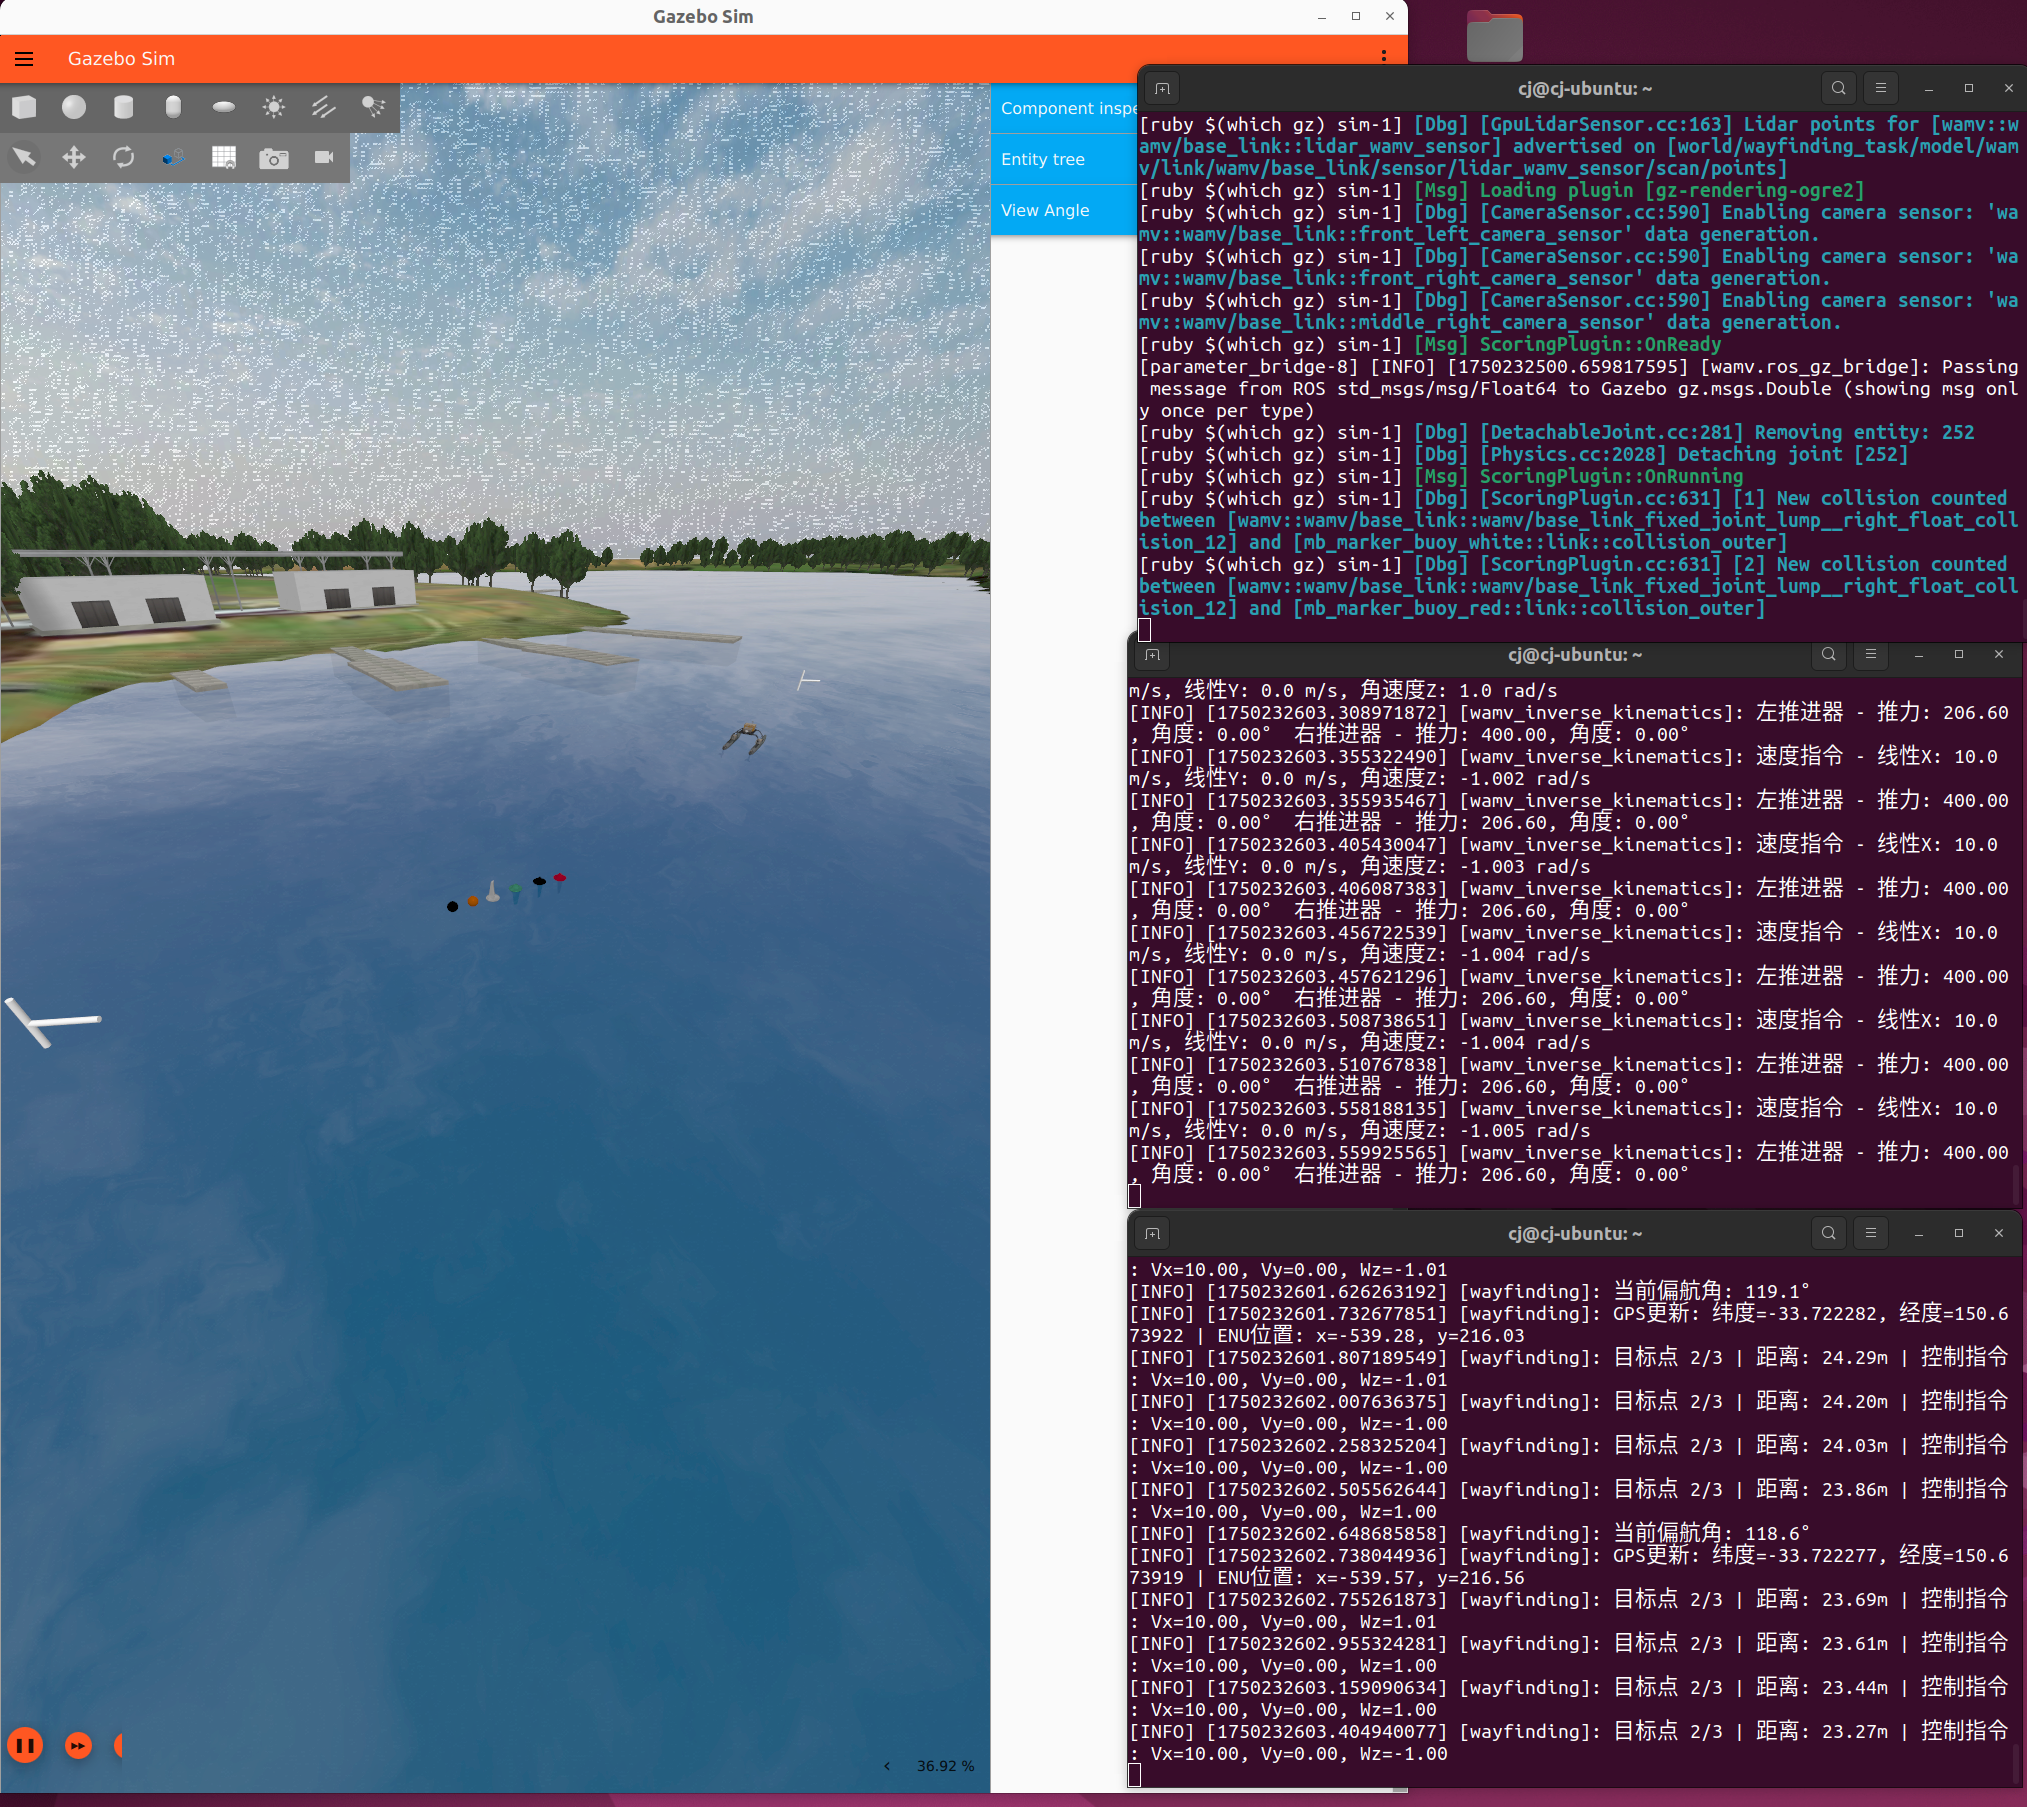 Gazebo Sim
Gazebo Sim
Component inspe
Entity tree
View Angle
36.92 %
cj@cj-ubuntu: ~
[ruby $(which gz) sim-1] [Dbg] [GpuLidarSensor.cc:163] Lidar points for [wamv::w
amv/base_link::lidar_wamv_sensor] advertised on [world/wayfinding_task/model/wam
v/link/wamv/base_link/sensor/lidar_wamv_sensor/scan/points]
[ruby $(which gz) sim-1] [Msg] Loading plugin [gz-rendering-ogre2]
[ruby $(which gz) sim-1] [Dbg] [CameraSensor.cc:590] Enabling camera sensor: 'wa
mv::wamv/base_link::front_left_camera_sensor' data generation.
[ruby $(which gz) sim-1] [Dbg] [CameraSensor.cc:590] Enabling camera sensor: 'wa
mv::wamv/base_link::front_right_camera_sensor' data generation.
[ruby $(which gz) sim-1] [Dbg] [CameraSensor.cc:590] Enabling camera sensor: 'wa
mv::wamv/base_link::middle_right_camera_sensor' data generation.
[ruby $(which gz) sim-1] [Msg] ScoringPlugin::OnReady
[parameter_bridge-8] [INFO] [1750232500.659817595] [wamv.ros_gz_bridge]: Passing
 message from ROS std_msgs/msg/Float64 to Gazebo gz.msgs.Double (showing msg onl
y once per type)
[ruby $(which gz) sim-1] [Dbg] [DetachableJoint.cc:281] Removing entity: 252
[ruby $(which gz) sim-1] [Dbg] [Physics.cc:2028] Detaching joint [252]
[ruby $(which gz) sim-1] [Msg] ScoringPlugin::OnRunning
[ruby $(which gz) sim-1] [Dbg] [ScoringPlugin.cc:631] [1] New collision counted
between [wamv::wamv/base_link::wamv/base_link_fixed_joint_lump__right_float_coll
ision_12] and [mb_marker_buoy_white::link::collision_outer]
[ruby $(which gz) sim-1] [Dbg] [ScoringPlugin.cc:631] [2] New collision counted
between [wamv::wamv/base_link::wamv/base_link_fixed_joint_lump__right_float_coll
ision_12] and [mb_marker_buoy_red::link::collision_outer]
cj@cj-ubuntu: ~
m/s, 线性Y: 0.0 m/s, 角速度Z: 1.0 rad/s
[INFO] [1750232603.308971872] [wamv_inverse_kinematics]: 左推进器 - 推力: 206.60
, 角度: 0.00°  右推进器 - 推力: 400.00, 角度: 0.00°
[INFO] [1750232603.355322490] [wamv_inverse_kinematics]: 速度指令 - 线性X: 10.0
m/s, 线性Y: 0.0 m/s, 角速度Z: -1.002 rad/s
[INFO] [1750232603.355935467] [wamv_inverse_kinematics]: 左推进器 - 推力: 400.00
, 角度: 0.00°  右推进器 - 推力: 206.60, 角度: 0.00°
[INFO] [1750232603.405430047] [wamv_inverse_kinematics]: 速度指令 - 线性X: 10.0
m/s, 线性Y: 0.0 m/s, 角速度Z: -1.003 rad/s
[INFO] [1750232603.406087383] [wamv_inverse_kinematics]: 左推进器 - 推力: 400.00
, 角度: 0.00°  右推进器 - 推力: 206.60, 角度: 0.00°
[INFO] [1750232603.456722539] [wamv_inverse_kinematics]: 速度指令 - 线性X: 10.0
m/s, 线性Y: 0.0 m/s, 角速度Z: -1.004 rad/s
[INFO] [1750232603.457621296] [wamv_inverse_kinematics]: 左推进器 - 推力: 400.00
, 角度: 0.00°  右推进器 - 推力: 206.60, 角度: 0.00°
[INFO] [1750232603.508738651] [wamv_inverse_kinematics]: 速度指令 - 线性X: 10.0
m/s, 线性Y: 0.0 m/s, 角速度Z: -1.004 rad/s
[INFO] [1750232603.510767838] [wamv_inverse_kinematics]: 左推进器 - 推力: 400.00
, 角度: 0.00°  右推进器 - 推力: 206.60, 角度: 0.00°
[INFO] [1750232603.558188135] [wamv_inverse_kinematics]: 速度指令 - 线性X: 10.0
m/s, 线性Y: 0.0 m/s, 角速度Z: -1.005 rad/s
[INFO] [1750232603.559925565] [wamv_inverse_kinematics]: 左推进器 - 推力: 400.00
, 角度: 0.00°  右推进器 - 推力: 206.60, 角度: 0.00°
cj@cj-ubuntu: ~
: Vx=10.00, Vy=0.00, Wz=-1.01
[INFO] [1750232601.626263192] [wayfinding]: 当前偏航角: 119.1°
[INFO] [1750232601.732677851] [wayfinding]: GPS更新: 纬度=-33.722282, 经度=150.6
73922 | ENU位置: x=-539.28, y=216.03
[INFO] [1750232601.807189549] [wayfinding]: 目标点 2/3 | 距离: 24.29m | 控制指令
: Vx=10.00, Vy=0.00, Wz=-1.01
[INFO] [1750232602.007636375] [wayfinding]: 目标点 2/3 | 距离: 24.20m | 控制指令
: Vx=10.00, Vy=0.00, Wz=-1.00
[INFO] [1750232602.258325204] [wayfinding]: 目标点 2/3 | 距离: 24.03m | 控制指令
: Vx=10.00, Vy=0.00, Wz=-1.00
[INFO] [1750232602.505562644] [wayfinding]: 目标点 2/3 | 距离: 23.86m | 控制指令
: Vx=10.00, Vy=0.00, Wz=1.00
[INFO] [1750232602.648685858] [wayfinding]: 当前偏航角: 118.6°
[INFO] [1750232602.738044936] [wayfinding]: GPS更新: 纬度=-33.722277, 经度=150.6
73919 | ENU位置: x=-539.57, y=216.56
[INFO] [1750232602.755261873] [wayfinding]: 目标点 2/3 | 距离: 23.69m | 控制指令
: Vx=10.00, Vy=0.00, Wz=1.01
[INFO] [1750232602.955324281] [wayfinding]: 目标点 2/3 | 距离: 23.61m | 控制指令
: Vx=10.00, Vy=0.00, Wz=1.00
[INFO] [1750232603.159090634] [wayfinding]: 目标点 2/3 | 距离: 23.44m | 控制指令
: Vx=10.00, Vy=0.00, Wz=1.00
[INFO] [1750232603.404940077] [wayfinding]: 目标点 2/3 | 距离: 23.27m | 控制指令
: Vx=10.00, Vy=0.00, Wz=-1.00